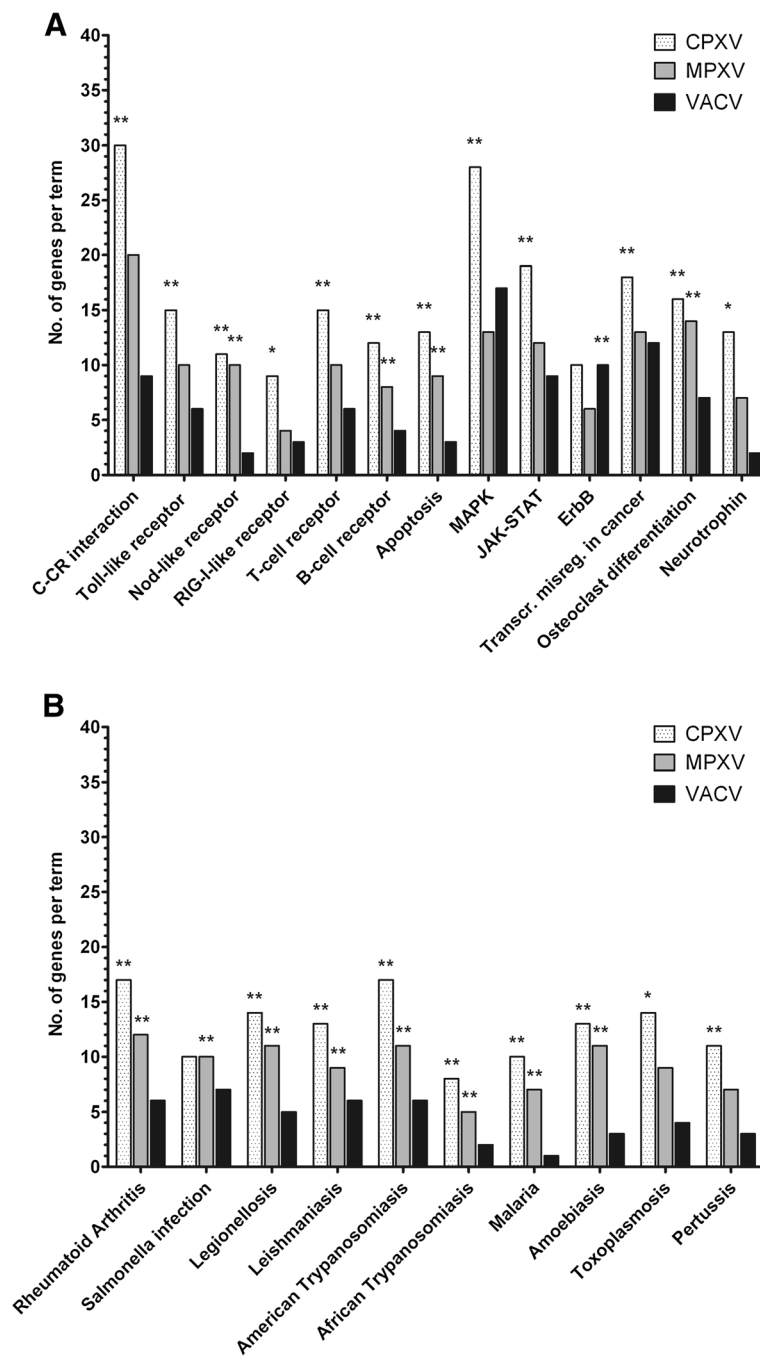 A
CPXV
MPXV
VACV
No. of genes per term
40
35
30
25
20
15
10
5
0
**
**
** **
*
**
** **
** **
**
**
**
**
** **
*
C-CR interaction
Toll-like receptor
Nod-like receptor
RIG-I-like receptor
T-cell receptor
B-cell receptor
Apoptosis
MAPK
JAK-STAT
ErbB
Transcr. misreg. in cancer
Osteoclast differentiation
Neurotrophin
B
CPXV
MPXV
VACV
No. of genes per term
40
35
30
25
20
15
10
5
0
** **
**
** **
** **
** **
** **
** **
** **
*
**
Rheumatoid Arthritis
Salmonella infection
Legionellosis
Leishmaniasis
American Trypanosomiasis
African Trypanosomiasis
Malaria
Amoebiasis
Toxoplasmosis
Pertussis